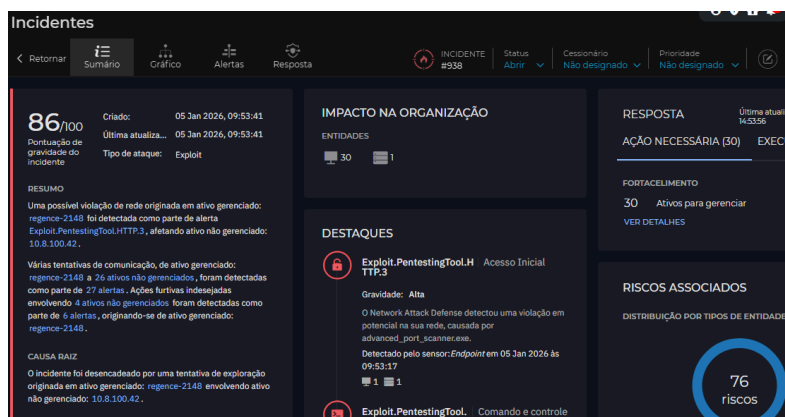 Incidentes
Retornar
Sumário
Gráfico
Alertas
Resposta
INCIDENTE
#938
Status
Abrir
Cessionário
Não designado
Prioridade
Não designado
86/100
Pontuação de
gravidade do
incidente
Criado: 05 Jan 2026, 09:53:41
Última atualiza... 05 Jan 2026, 09:53:41
Tipo de ataque: Exploit
RESUMO
Uma possível violação de rede originada em ativo gerenciado:
regence-2148 foi detectada como parte de alerta
Exploit.PentestingTool.HTTP.3, afetando ativo não gerenciado:
10.8.100.42.
Várias tentativas de comunicação, de ativo gerenciado:
regence-2148 a 26 ativos não gerenciados, foram detectadas
como parte de 27 alertas. Ações furtivas indesejadas
envolvendo 4 ativos não gerenciados foram detectadas como
parte de 6 alertas, originando-se de ativo gerenciado:
regence-2148.
CAUSA RAIZ
O incidente foi desencadeado por uma tentativa de exploração
originada em ativo gerenciado: regence-2148 envolvendo ativo
não gerenciado: 10.8.100.42.
IMPACTO NA ORGANIZAÇÃO
ENTIDADES
30 1
DESTAQUES
Exploit.PentestingTool.H Acesso Inicial
TTP.3
Gravidade: Alta
O Network Attack Defense detectou uma violação em
potencial na sua rede, causada por
advanced_port_scanner.exe.
Detectado pelo sensor:Endpoint em 05 Jan 2026 às
09:53:17
1 1
Exploit.PentestingTool. Comando e controle
RESPOSTA
Última atuali
14:53:56
AÇÃO NECESSÁRIA (30) EXEC
FORTACELIMENTO
30 Ativos para gerenciar
VER DETALHES
RISCOS ASSOCIADOS
DISTRIBUIÇÃO POR TIPOS DE ENTIDADE
76
riscos